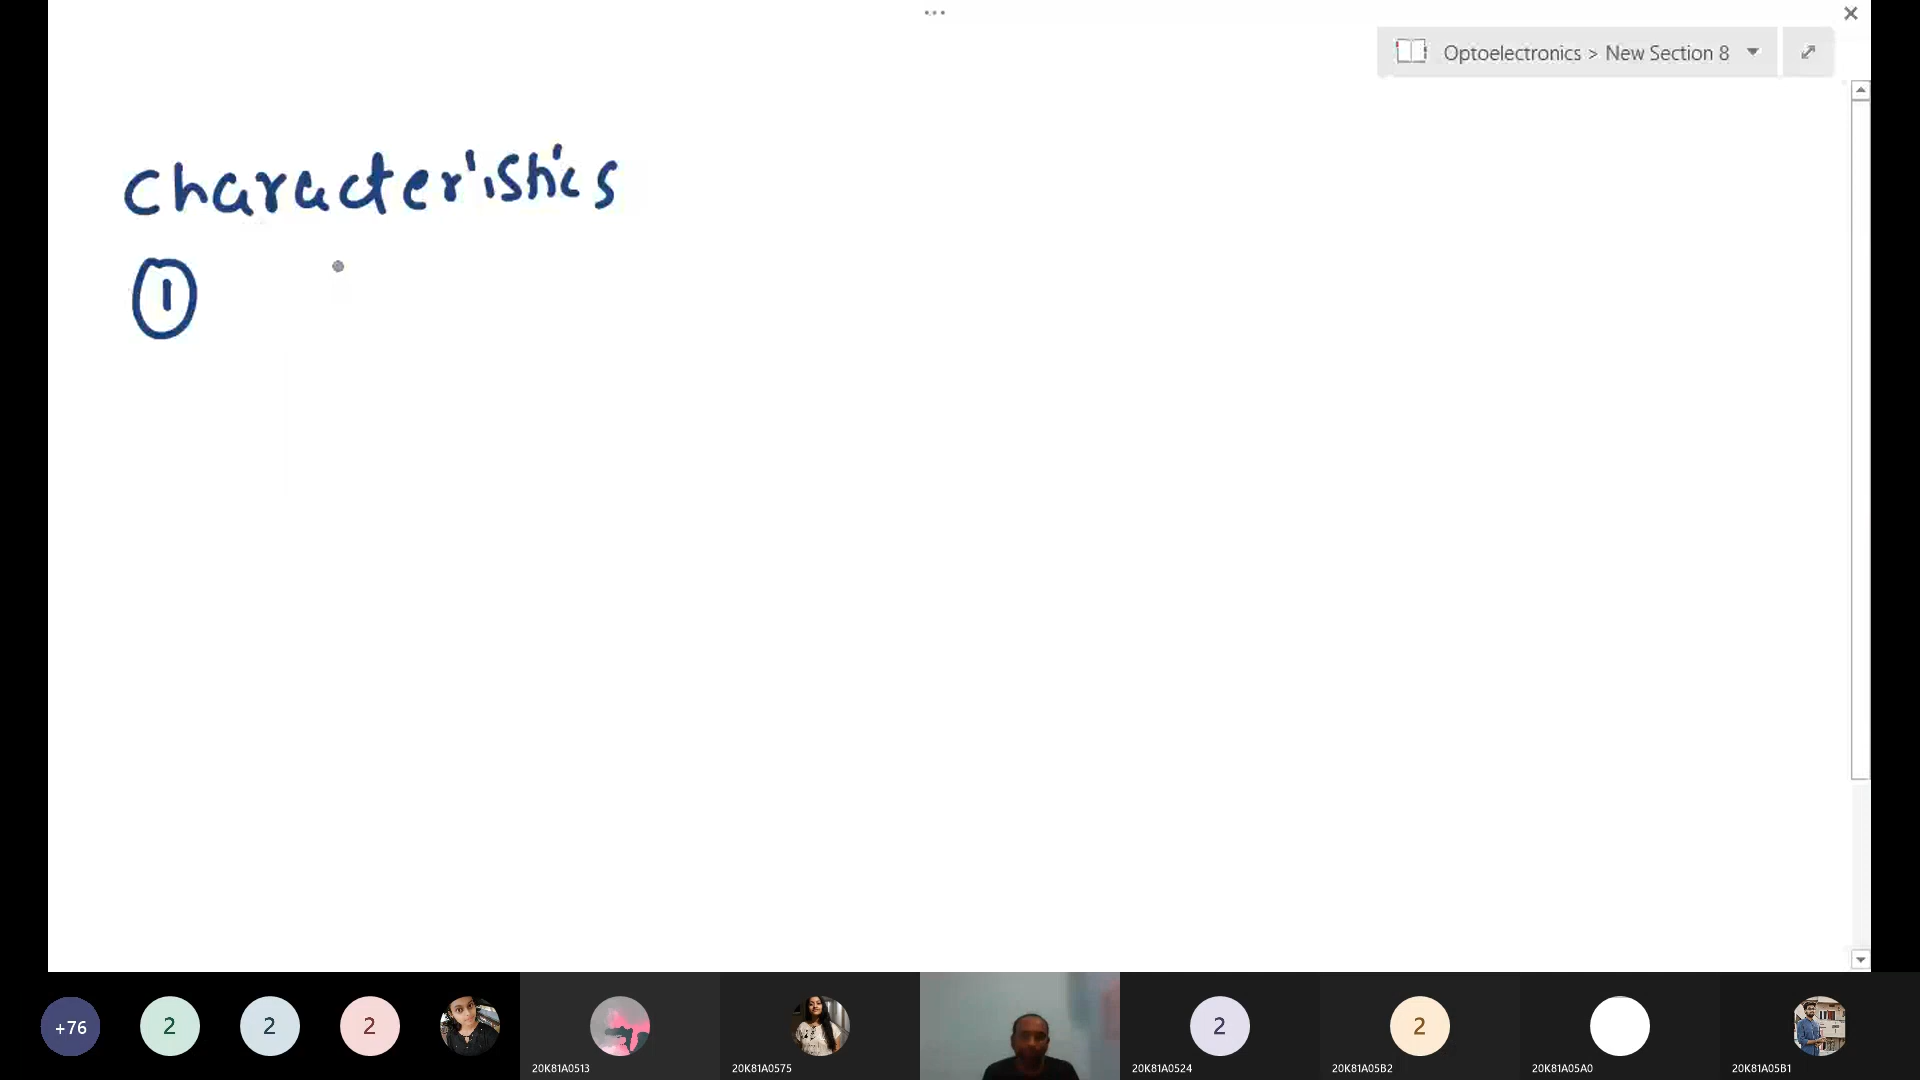 ...
Optoelectronics > New Section 8
characteristics
①
+76
2
2
2
2
2
20K81A0513
20K81A0575
20K81A0524
20K81A05B2
20K81A05A0
20K81A05B1